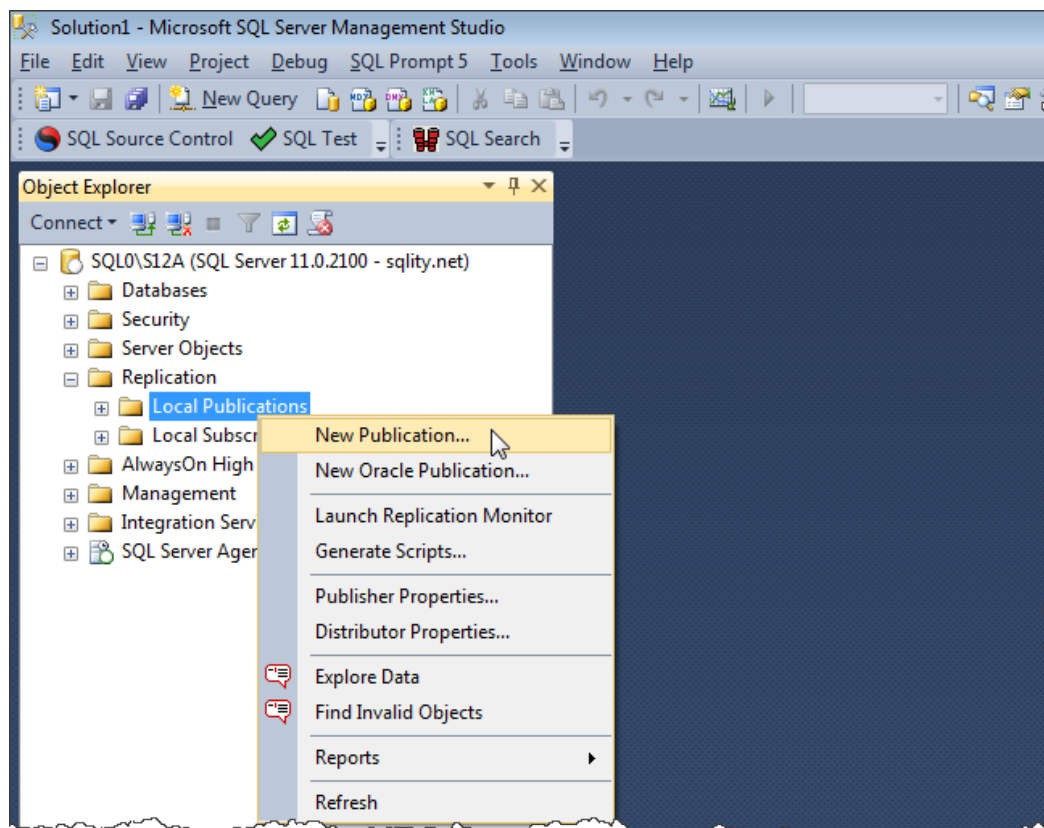 Solution1 - Microsoft SQL Server Management Studio
File Edit View Project Debug SQL Prompt 5 Tools Window Help
New Query
SQL Source Control SQL Test SQL Search
Object Explorer
Connect
SQL0\S12A (SQL Server 11.0.2100 - sqlity.net)
Databases
Security
Server Objects
Replication
Local Publications
Local Subscr
New Publication...
AlwaysOn High
New Oracle Publication...
Management
Launch Replication Monitor
Integration Serv
SQL Server Agen
Generate Scripts...
Publisher Properties...
Distributor Properties...
Explore Data
Find Invalid Objects
Reports
Refresh